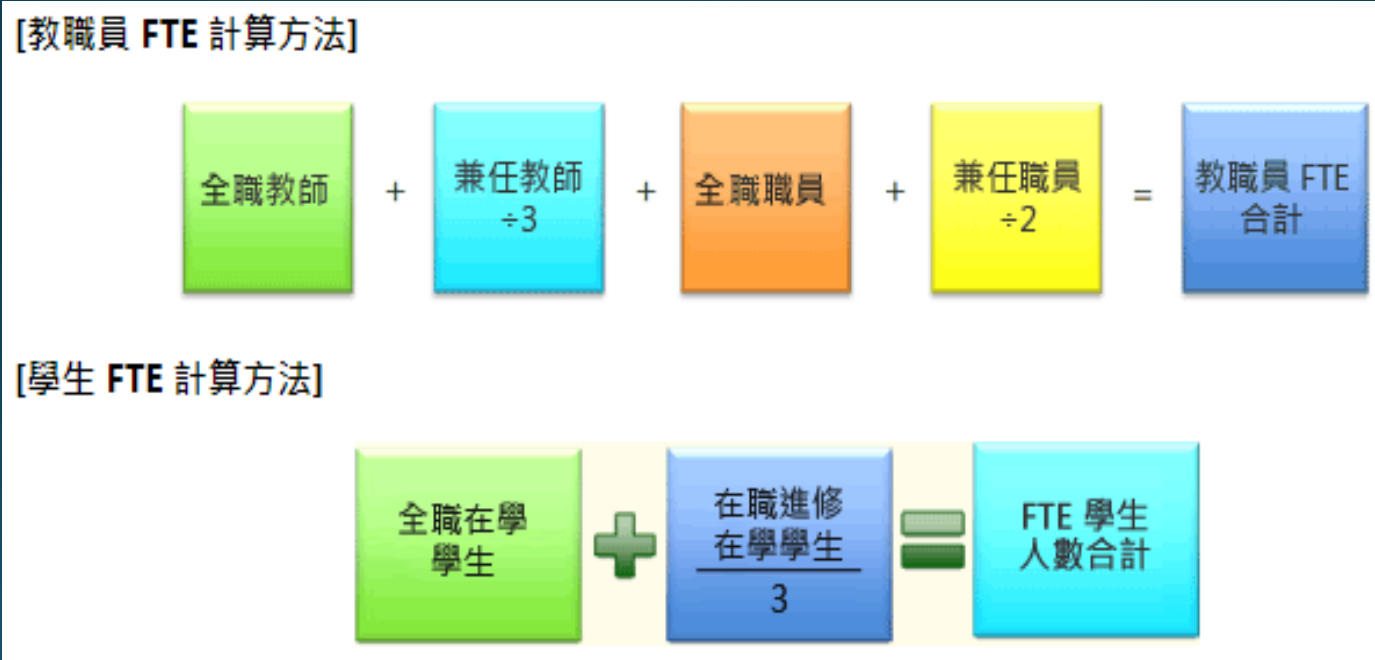 [教職員 FTE 計算方法]
全職教師
+
兼任教師
÷3
+
全職職員
+
兼任職員
÷2
=
教職員 FTE
合計
[學生 FTE 計算方法]
全職在學
學生
在職進修
在學學生
3
FTE 學生
人數合計